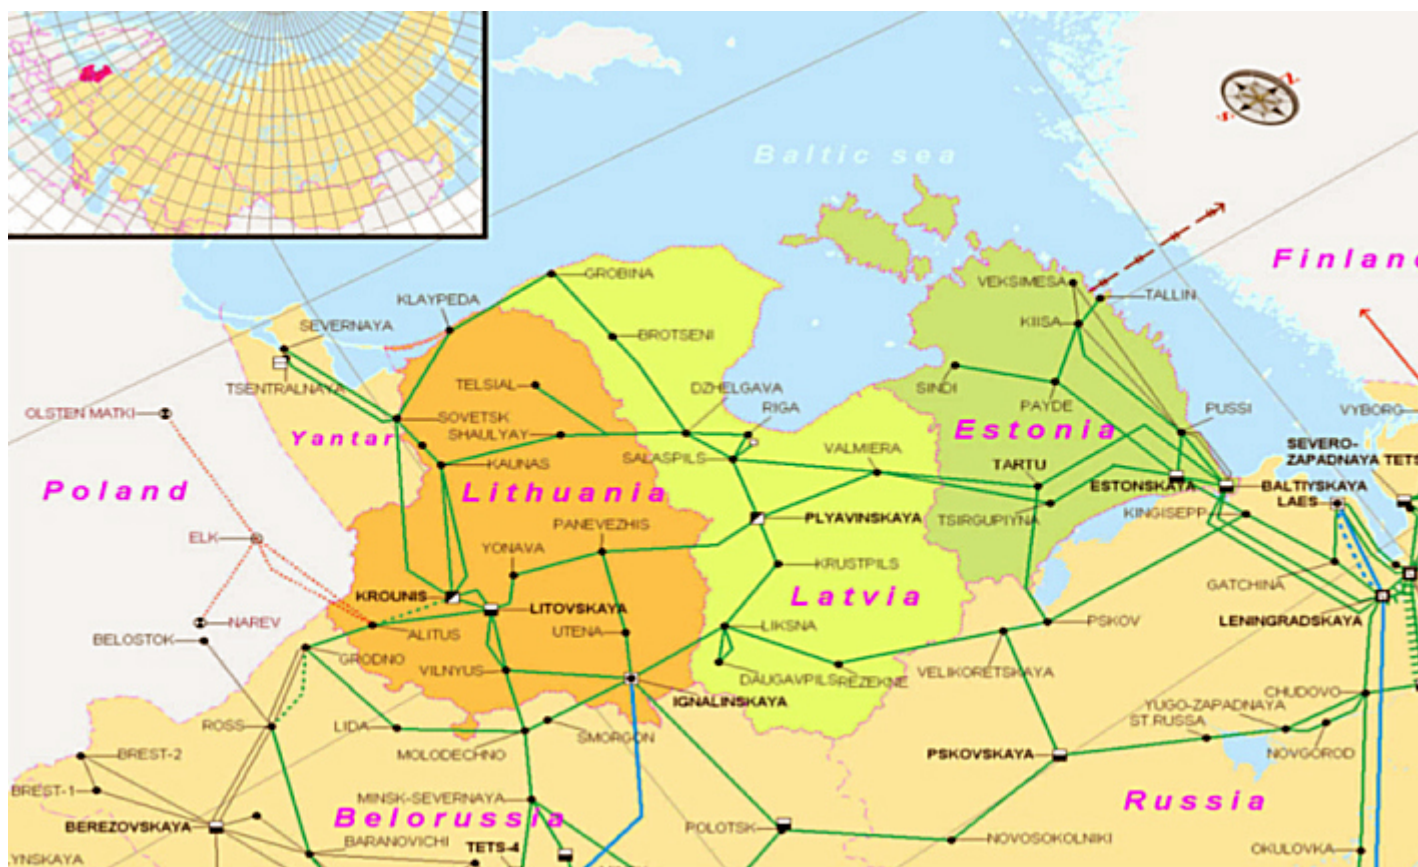 Baltic sea
Finland
GROBINA
VEKSIMESA
TALLIN
KLAYPEDA
SEVERNAYA
KIISA
BROTSENI
TSENTRALNAYA
TELSIAL
DZHELGAVA
SINDI
PAYDE
OLSTEN MATKI
SOVETSK
RIGA
PUSSI
VYBORG
Yantar
SHAULYAY
Estonia
SEVERO-
ZAPADNAYA TETS
VALMIERA
KAUNAS
SALASPILS
TARTU
Poland
Lithuania
ESTONSKAYA
BALTIYSKAYA
LAES
PLYAVINSKAYA
TSIRGUPIYNA
KINGISEPP
PANEVEZHIS
ELK
YONAVA
KRUSTPILS
GATCHINA
KROUNIS
Latvia
LITOVSKAYA
NAREV
ALITUS
UTENA
LIKSNA
PSKOV
LENINGRADSKAYA
BELOSTOK
GRODNO
VILNYUS
DAUGAVPILS
REZEKNE
VELIKORETSKAYA
IGNALINSKAYA
CHUDOVO
YUGO-ZAPADNAYA
ST.RUSSA
ROSS
LIDA
SMORGON
MOLODECHNO
NOVGOROD
BREST-2
PSKOVSKAYA
BREST-1
MINSK-SEVERNAYA
Russia
Belorussia
BEREZOVSKAYA
POLOTSK
BARANOVICHI
TETS-4
NOVOSOKOLNIKI
OKULOVKA
YNSKAYA